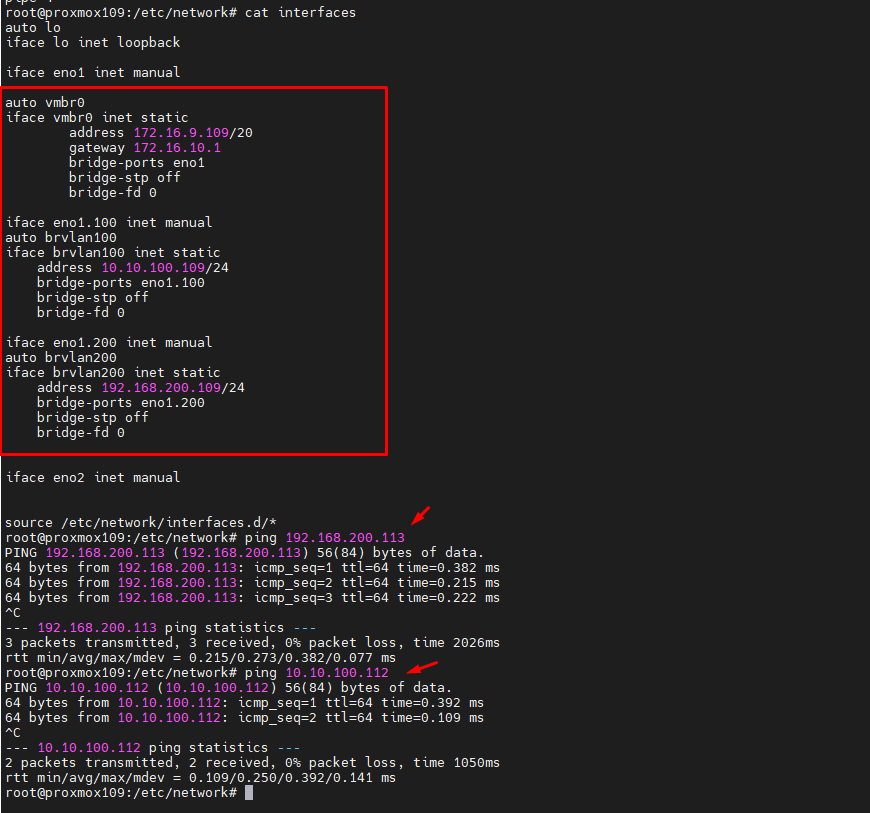 root@proxmox109:/etc/network# cat interfaces
auto lo
iface lo inet loopback
iface eno1 inet manual
auto vmbr0
iface vmbr0 inet static
        address 172.16.9.109/20
        gateway 172.16.10.1
        bridge-ports eno1
        bridge-stp off
        bridge-fd 0
iface eno1.100 inet manual
auto brvlan100
iface brvlan100 inet static
    address 10.10.100.109/24
    bridge-ports eno1.100
    bridge-stp off
    bridge-fd 0
iface eno1.200 inet manual
auto brvlan200
iface brvlan200 inet static
    address 192.168.200.109/24
    bridge-ports eno1.200
    bridge-stp off
    bridge-fd 0
iface eno2 inet manual
source /etc/network/interfaces.d/*
root@proxmox109:/etc/network# ping 192.168.200.113
PING 192.168.200.113 (192.168.200.113) 56(84) bytes of data.
64 bytes from 192.168.200.113: icmp_seq=1 ttl=64 time=0.382 ms
64 bytes from 192.168.200.113: icmp_seq=2 ttl=64 time=0.215 ms
64 bytes from 192.168.200.113: icmp_seq=3 ttl=64 time=0.222 ms
^C
--- 192.168.200.113 ping statistics ---
3 packets transmitted, 3 received, 0% packet loss, time 2026ms
rtt min/avg/max/mdev = 0.215/0.273/0.382/0.077 ms
root@proxmox109:/etc/network# ping 10.10.100.112
PING 10.10.100.112 (10.10.100.112) 56(84) bytes of data.
64 bytes from 10.10.100.112: icmp_seq=1 ttl=64 time=0.392 ms
64 bytes from 10.10.100.112: icmp_seq=2 ttl=64 time=0.109 ms
^C
--- 10.10.100.112 ping statistics ---
2 packets transmitted, 2 received, 0% packet loss, time 1050ms
rtt min/avg/max/mdev = 0.109/0.250/0.392/0.141 ms
root@proxmox109:/etc/network#